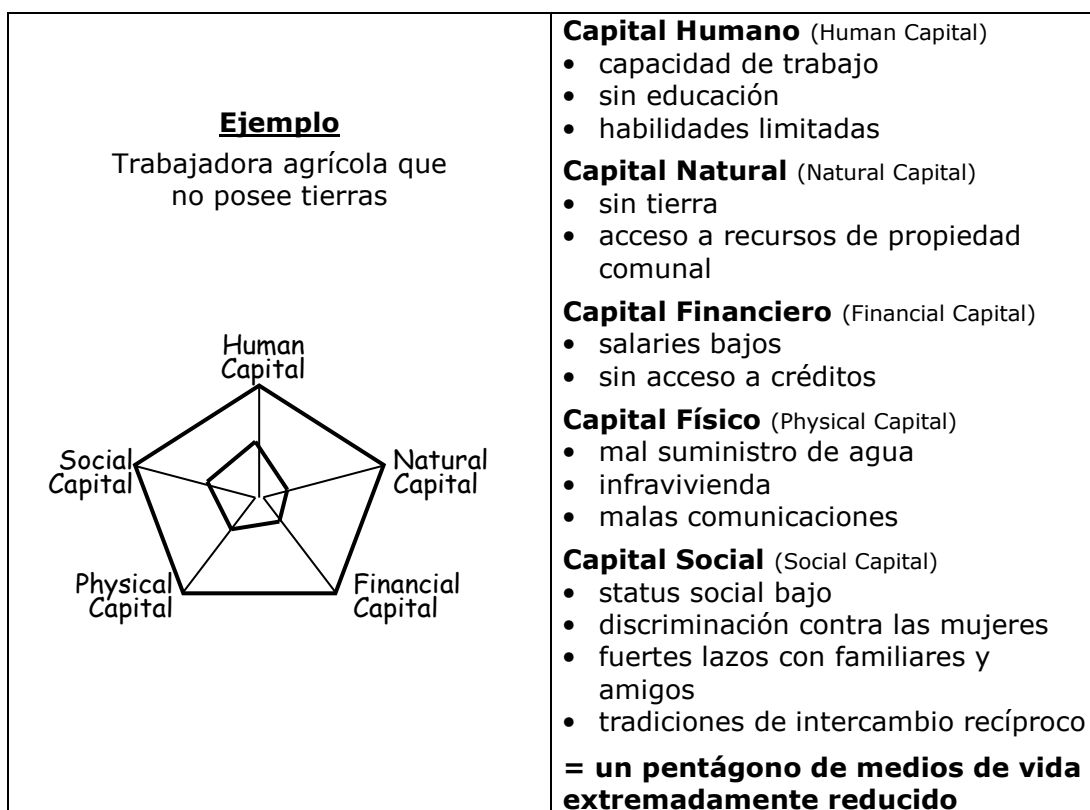 Ejemplo
Trabajadora agrícola que
no posee tierras
Human
Capital
Social
Capital
Natural
Capital
Physical
Capital
Financial
Capital
Capital Humano (Human Capital)
• capacidad de trabajo
• sin educación
• habilidades limitadas
Capital Natural (Natural Capital)
• sin tierra
• acceso a recursos de propiedad
comunal
Capital Financiero (Financial Capital)
• salaries bajos
• sin acceso a créditos
Capital Físico (Physical Capital)
• mal suministro de agua
• infravivienda
• malas comunicaciones
Capital Social (Social Capital)
• status social bajo
• discriminación contra las mujeres
• fuertes lazos con familiares y
amigos
• tradiciones de intercambio recíproco
= un pentágono de medios de vida
extremadamente reducido